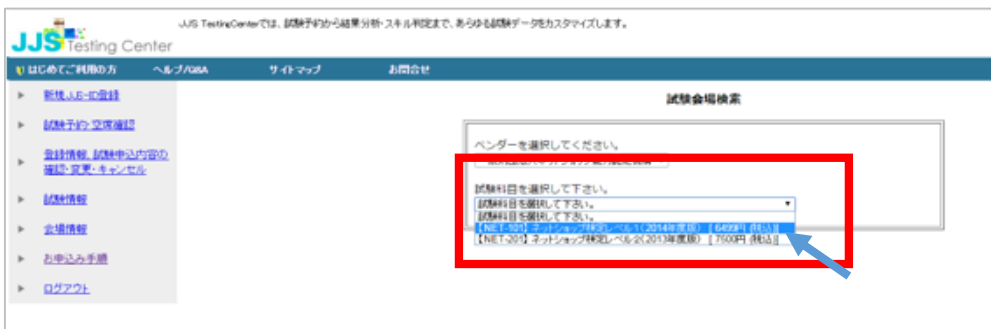 JJS Testing Center
JJS TestingCenterでは、試験予約から結果分析・スキル判定まで、あらゆる試験データをカスタマイズします。
はじめてご利用の方 ヘルプ/Q&A サイトマップ お問合せ
新規JJS-ID登録
試験予約・空席確認
登録情報、試験申込内容の
確認・変更・キャンセル
試験情報
会場情報
お申込み手順
ログアウト
試験会場検索
ベンダーを選択してください。
試験科目を選択して下さい。
試験科目を選択して下さい。
試験科目を選択して下さい。
【NET-101】ネットショップ検定レベル1(2014年度版) [ 6499円 (税込)]
【NET-201】ネットショップ検定レベル2(2013年度版) [ 7500円 (税込)]